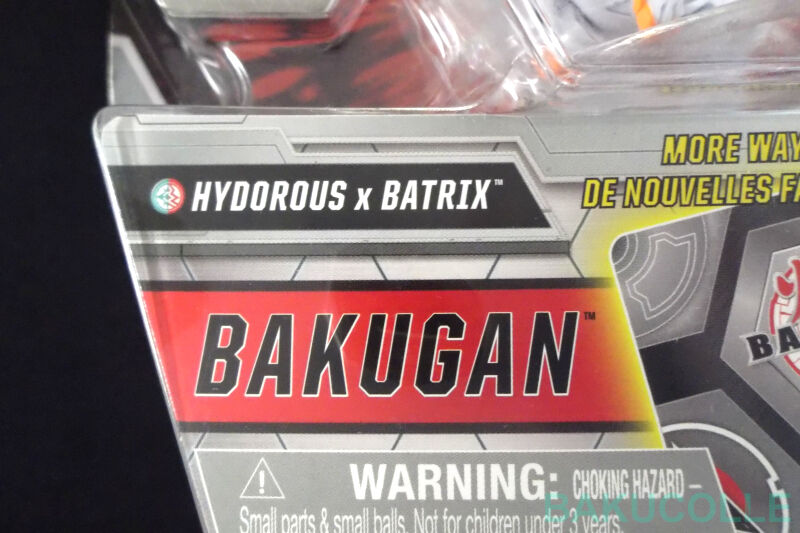 MORE WAY
DE NOUVELLES FA
HYDOROUS x BATRIX™
BAKUGAN™
BA
WARNING: CHOKING HAZARD –
Small parts & small balls. Not for children under 3 years.
BAKUCOLLE